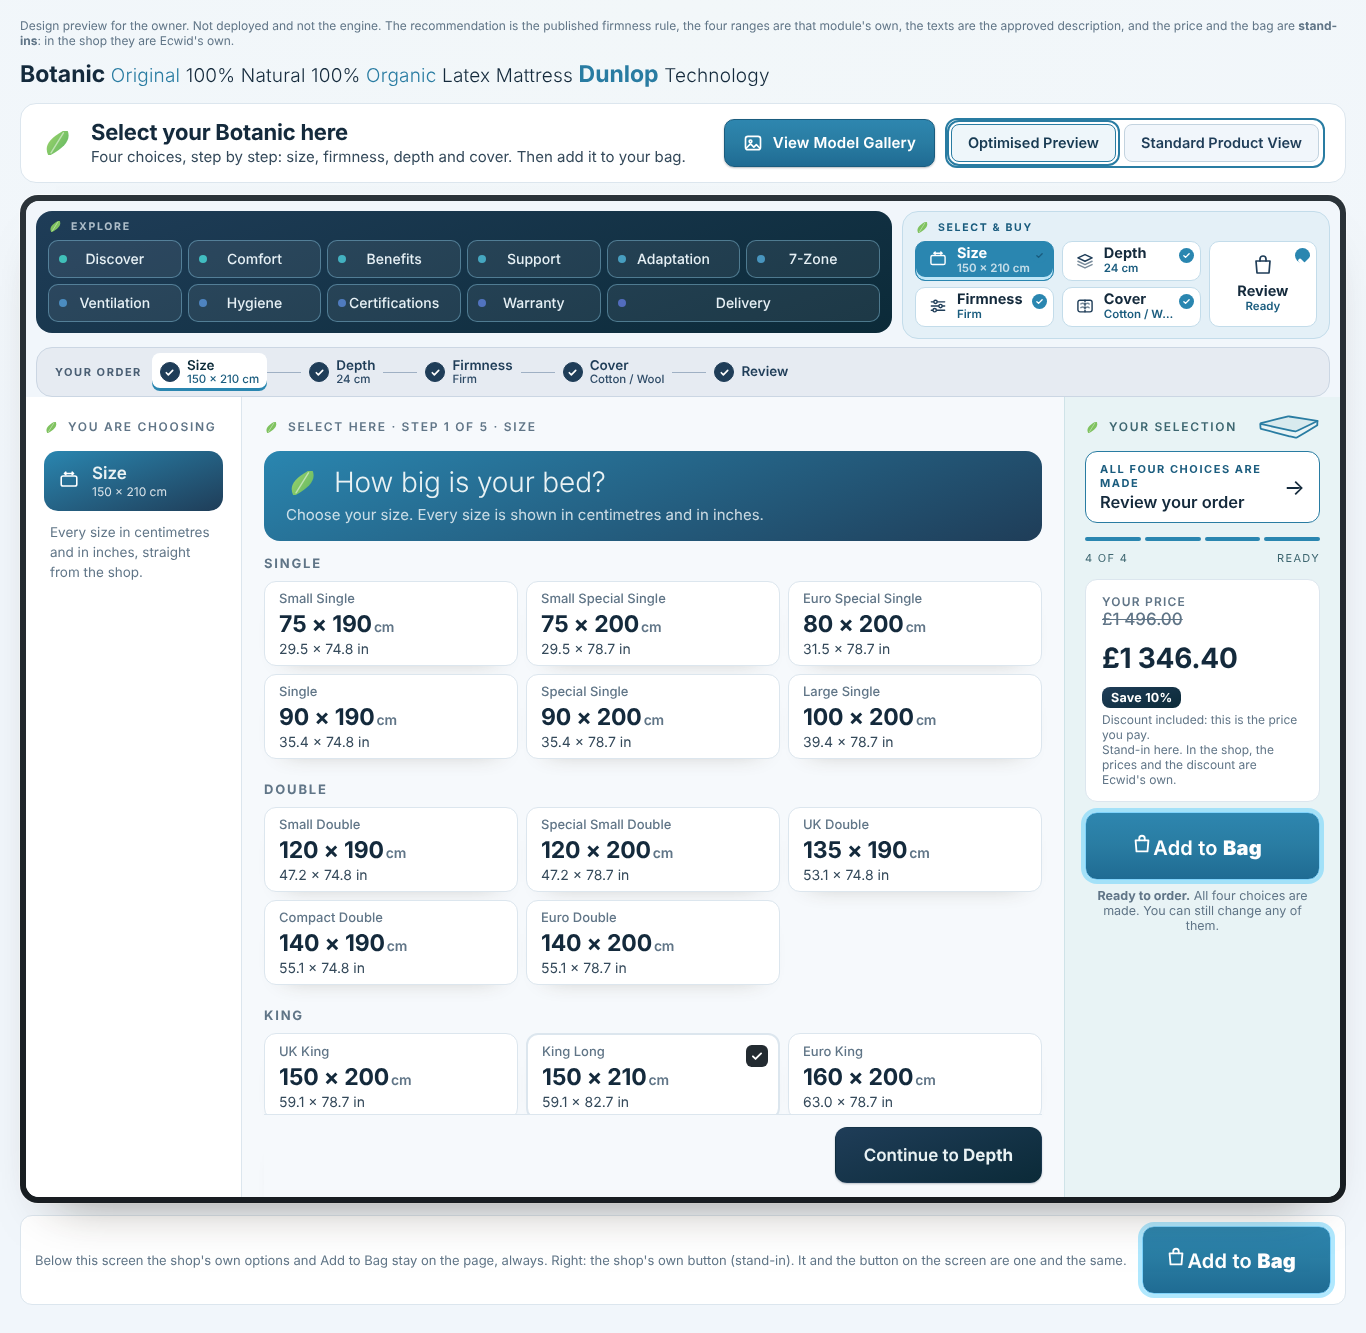 Design preview for the owner. Not deployed and not the engine. The recommendation is the published firmness rule, the four ranges are that module's own, the texts are the approved description, and the price and the bag are stand-
ins: in the shop they are Ecwid's own.
Botanic Original 100% Natural 100% Organic Latex Mattress Dunlop Technology
Select your Botanic here
Four choices, step by step: size, firmness, depth and cover. Then add it to your bag.
View Model Gallery
Optimised Preview
Standard Product View
EXPLORE
Discover
Comfort
Benefits
Support
Adaptation
7-Zone
Ventilation
Hygiene
Certifications
Warranty
Delivery
SELECT & BUY
Size
150 × 210 cm
Depth
24 cm
Firmness
Firm
Cover
Cotton / W...
Review
Ready
YOUR ORDER
Size
150 × 210 cm
Depth
24 cm
Firmness
Firm
Cover
Cotton / Wool
Review
YOU ARE CHOOSING
Size
150 × 210 cm
Every size in centimetres
and in inches, straight
from the shop.
SELECT HERE · STEP 1 OF 5 · SIZE
How big is your bed?
Choose your size. Every size is shown in centimetres and in inches.
SINGLE
Small Single
75 × 190 cm
29.5 × 74.8 in
Small Special Single
75 × 200 cm
29.5 × 78.7 in
Euro Special Single
80 × 200 cm
31.5 × 78.7 in
Single
90 × 190 cm
35.4 × 74.8 in
Special Single
90 × 200 cm
35.4 × 78.7 in
Large Single
100 × 200 cm
39.4 × 78.7 in
DOUBLE
Small Double
120 × 190 cm
47.2 × 74.8 in
Special Small Double
120 × 200 cm
47.2 × 78.7 in
UK Double
135 × 190 cm
53.1 × 74.8 in
Compact Double
140 × 190 cm
55.1 × 74.8 in
Euro Double
140 × 200 cm
55.1 × 78.7 in
KING
UK King
150 × 200 cm
59.1 × 78.7 in
King Long
150 × 210 cm
59.1 × 82.7 in
Euro King
160 × 200 cm
63.0 × 78.7 in
Continue to Depth
YOUR SELECTION
ALL FOUR CHOICES ARE
MADE
Review your order
4 OF 4
READY
YOUR PRICE
£1 496.00
£1 346.40
Save 10%
Discount included: this is the price
you pay.
Stand-in here. In the shop, the
prices and the discount are
Ecwid's own.
Add to Bag
Ready to order. All four choices are
made. You can still change any of
them.
Below this screen the shop's own options and Add to Bag stay on the page, always. Right: the shop's own button (stand-in). It and the button on the screen are one and the same.
Add to Bag